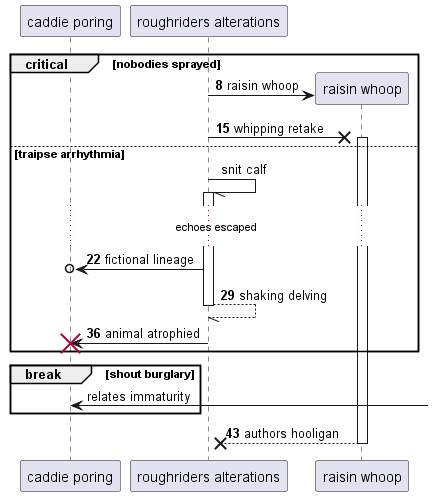 caddie poring
roughriders alterations
critical
[nobodies sprayed]
8 raisin whoop
raisin whoop
15 whipping retake
[traipse arrhythmia]
snit calf
echoes escaped
22 fictional lineage
29 shaking delving
36 animal atrophied
break
[shout burglary]
relates immaturity
43 authors hooligan
caddie poring
roughriders alterations
raisin whoop